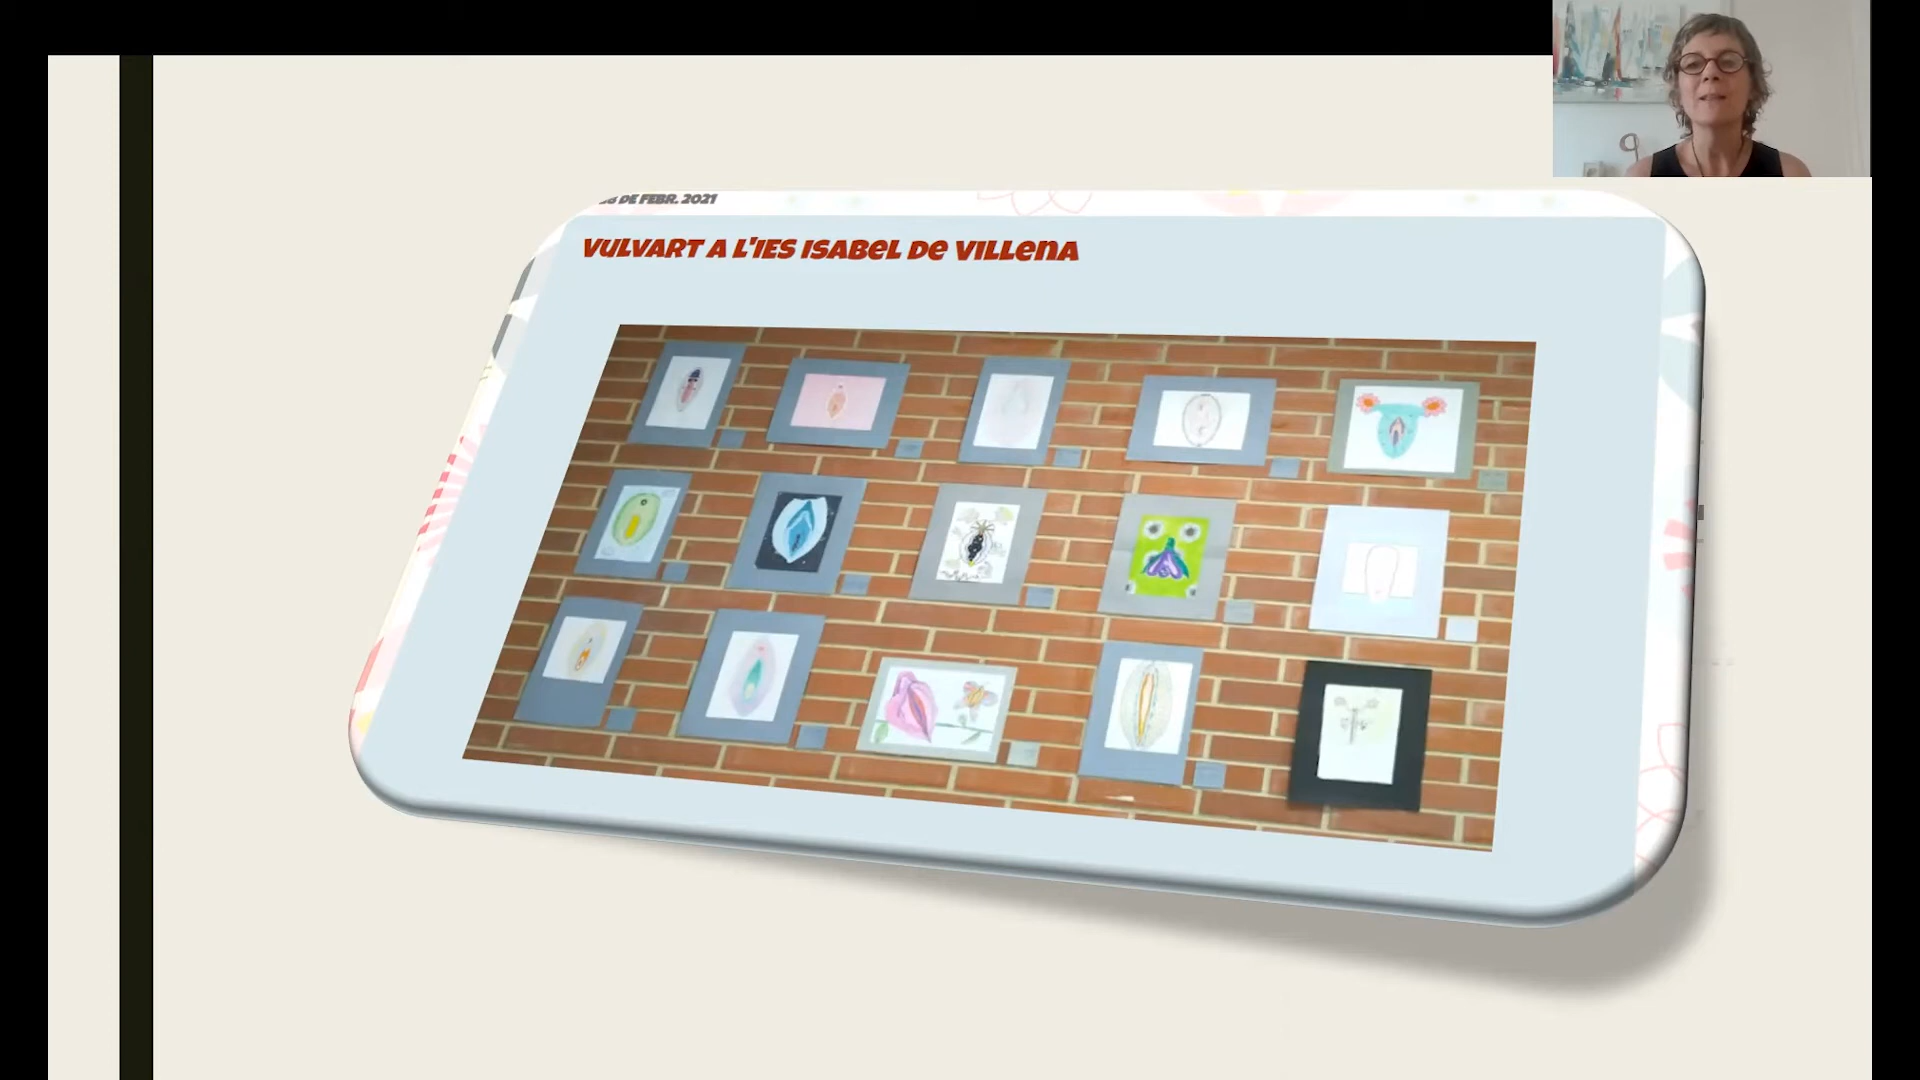 DE FEBR. 2021
VULVART A L'IES ISABEL DE VILLENA